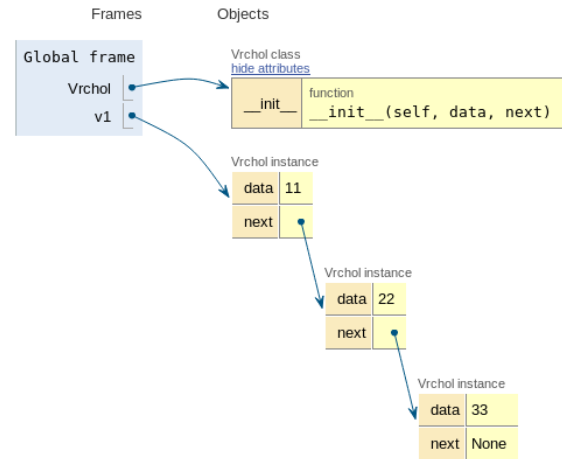 Frames Objects
Global frame
Vrchol
v1
Vrchol class
hide attributes
__init__ function
__init__(self, data, next)
Vrchol instance
data 11
next
Vrchol instance
data 22
next
Vrchol instance
data 33
next None